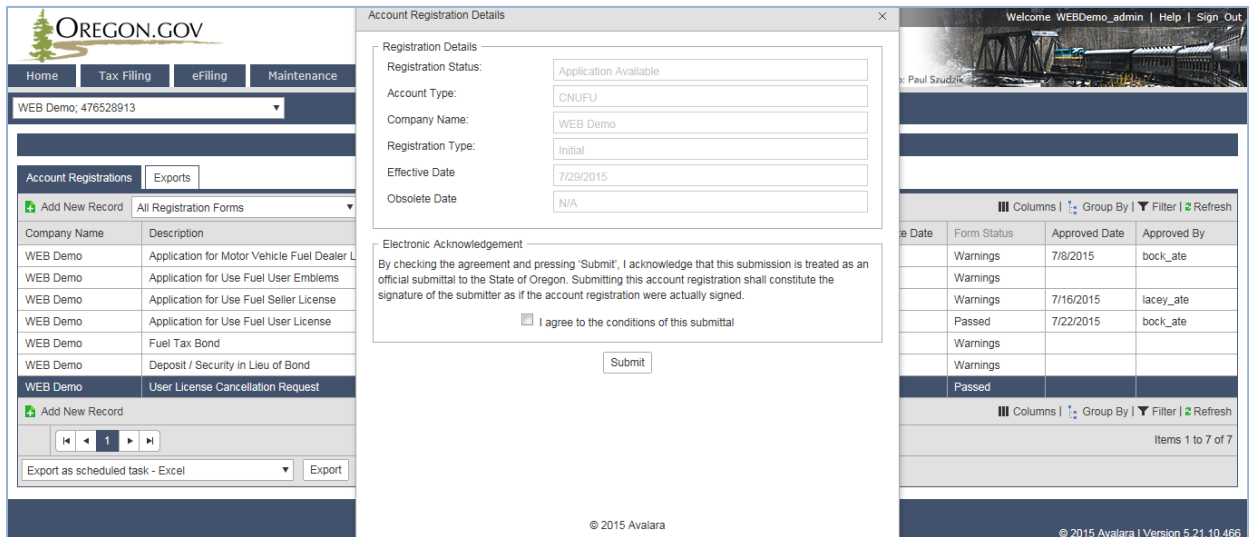 OREGON.GOV
Account Registration Details
Welcome WEBDemo_admin | Help | Sign Out
Home Tax Filing eFiling Maintenance
Paul Szudzik
WEB Demo; 476528913
Registration Details
Registration Status: Application Available
Account Type: CNUFU
Company Name: WEB Demo
Registration Type: Initial
Effective Date 7/29/2015
Obsolete Date N/A
Electronic Acknowledgement
By checking the agreement and pressing ‘Submit’, I acknowledge that this submission is treated as an
official submittal to the State of Oregon. Submitting this account registration shall constitute the
signature of the submitter as if the account registration were actually signed.
I agree to the conditions of this submittal
Submit
© 2015 Avalara
Account Registrations Exports
Add New Record All Registration Forms Columns | Group By | Filter | Refresh
Company Name Description Date Form Status Approved Date Approved By
WEB Demo Application for Motor Vehicle Fuel Dealer L Warnings 7/8/2015 bock_ate
WEB Demo Application for Use Fuel User Emblems Warnings
WEB Demo Application for Use Fuel Seller License Warnings 7/16/2015 lacey_ate
WEB Demo Application for Use Fuel User License Passed 7/22/2015 bock_ate
WEB Demo Fuel Tax Bond Warnings
WEB Demo Deposit / Security in Lieu of Bond Warnings
WEB Demo User License Cancellation Request Passed
Add New Record Columns | Group By | Filter | Refresh
1 Items 1 to 7 of 7
Export as scheduled task - Excel Export
© 2015 Avalara | Version 5.21.10.466